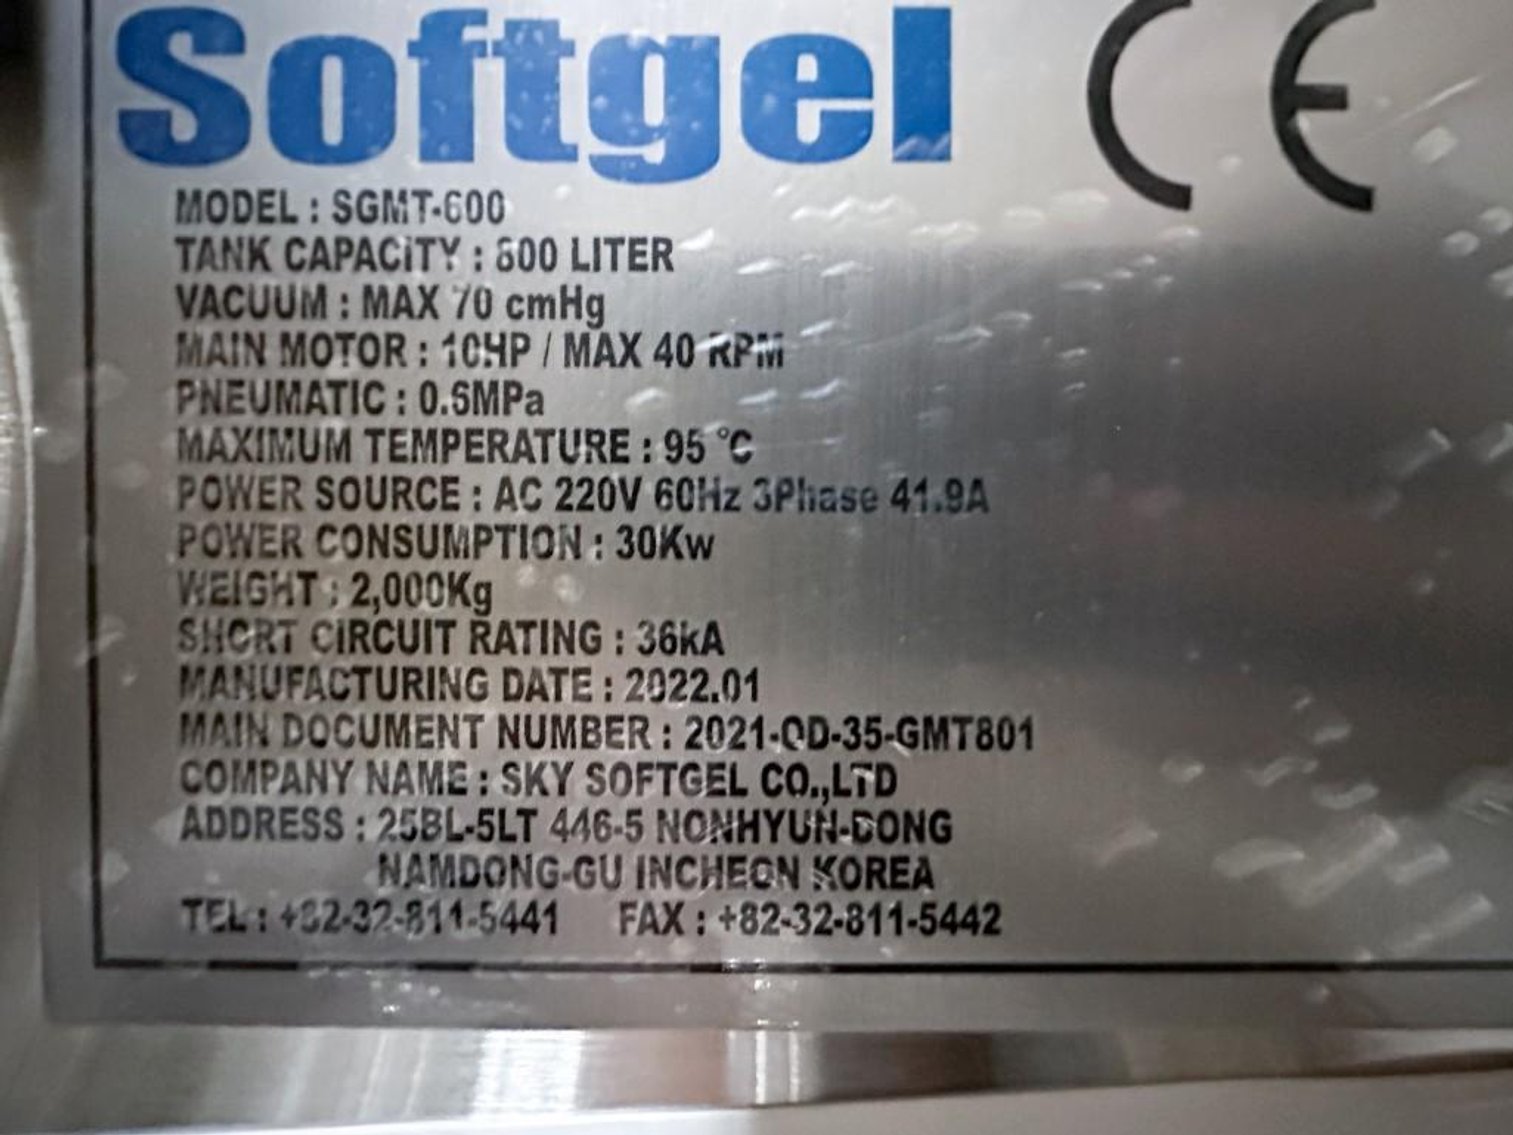 Softgel CE
MODEL :
TANK CAPACITY : LITER
VACUUM : MAX 70 cmHg
MAIN MOTOR : 10HP / MAX 40 RPM
PNEUMATIC : 0.6MPa
MAXIMUM TEMPERATURE : 95 ℃
POWER SOURCE : AC 220V 60Hz 3Phase 41.9A
POWER CONSUMPTION : 30Kw
WEIGHT : 2,000Kg
SHORT CIRCUIT RATING : 36kA
MANUFACTURING DATE : 2022.01
MAIN DOCUMENT NUMBER : 2021-QD-35-GMT801
COMPANY NAME : SKY SOFTGEL CO.,LTD
ADDRESS : 25BL-5LT 446-5 NONHYUN-DONG
NAMDONG-GU INCHEON KOREA
TEL : +82-32-811-5441 FAX : +82-32-811-5442